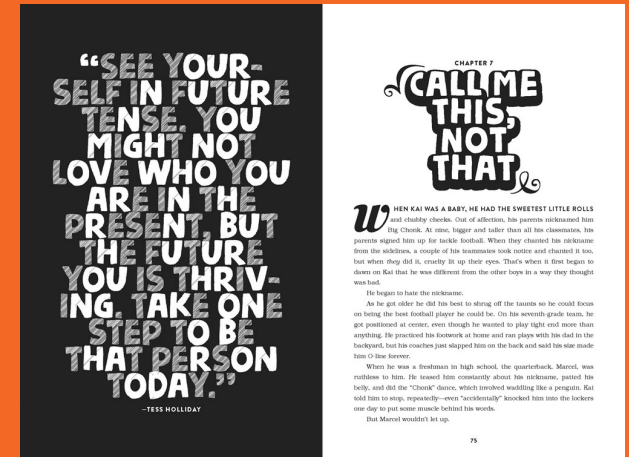 “SEE YOUR-
SELF IN FUTURE
TENSE. YOU
MIGHT NOT
LOVE WHO YOU
ARE IN THE
PRESENT, BUT
THE FUTURE
YOU IS THRIV-
ING. TAKE ONE
STEP TO BE
THAT PERSON
TODAY.”
—TESS HOLLIDAY
CHAPTER 7
CALL ME
THIS,
NOT
THAT
WHEN KAI WAS A BABY, HE HAD THE SWEETEST LITTLE ROLLS
and chubby cheeks. Out of affection, his parents nicknamed him
Big Chonk. At nine, bigger and taller than all his classmates, his
parents signed him up for tackle football. When they chanted his nickname
from the sidelines, a couple of his teammates took notice and chanted it too,
but when they did it, cruelty lit up their eyes. That’s when it first began to
dawn on Kai that he was different from the other boys in a way they thought
was bad.
He began to hate the nickname.
As he got older he did his best to shrug off the taunts so he could focus
on being the best football player he could be. On his seventh-grade team, he
got positioned at center, even though he wanted to play tight end more than
anything. He practiced his footwork at home and ran plays with his dad in the
backyard, but his coaches just slapped him on the back and said his size made
him O-line forever.
When he was a freshman in high school, the quarterback, Marcel, was
ruthless to him. He teased him constantly about his nickname, patted his
belly, and did the “Chonk” dance, which involved waddling like a penguin. Kai
told him to stop, repeatedly—even “accidentally” knocked him into the lockers
one day to put some muscle behind his words.
But Marcel wouldn’t let up.
75